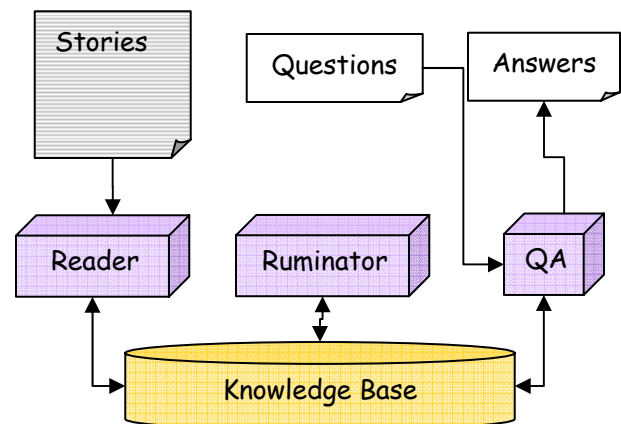 Stories
Questions
Answers
Reader
Ruminator
QA
Knowledge Base